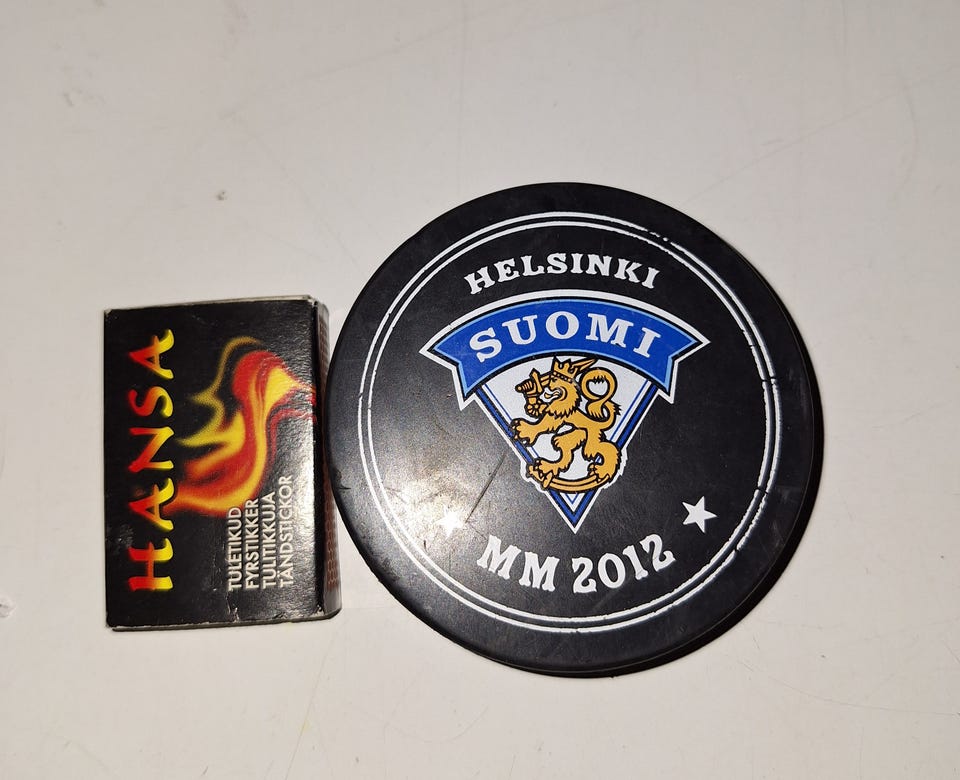 HANSA
TULETIKUD
FYRSTIKKER
TULITIKKUJA
TÄNDSTICKOR
HELSINKI
SUOMI
MM 2012